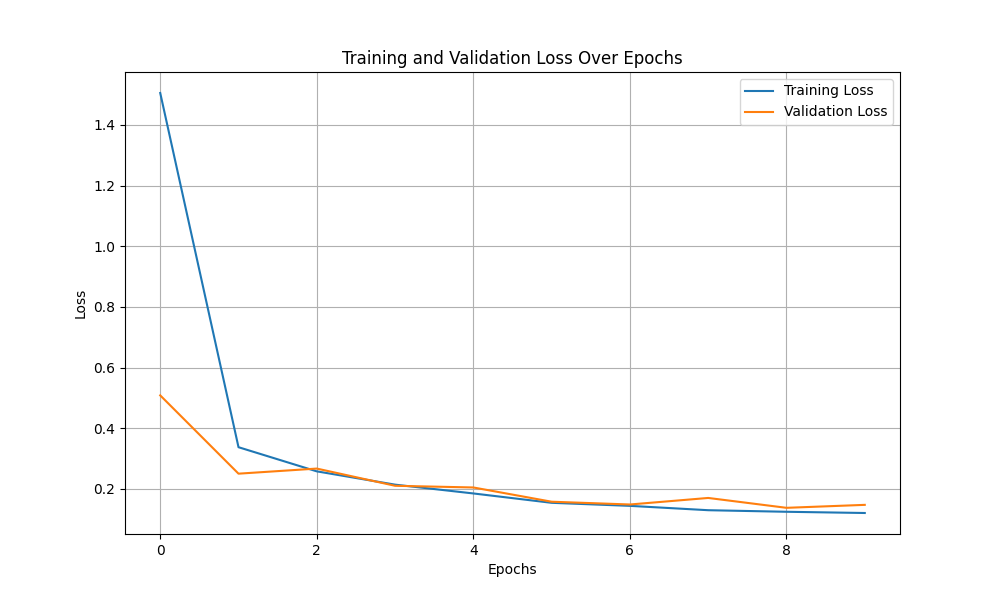 Training and Validation Loss Over Epochs
Training Loss
Validation Loss
1.4
1.2
1.0
0.8
0.6
0.4
0.2
Loss
0 2 4 6 8
Epochs